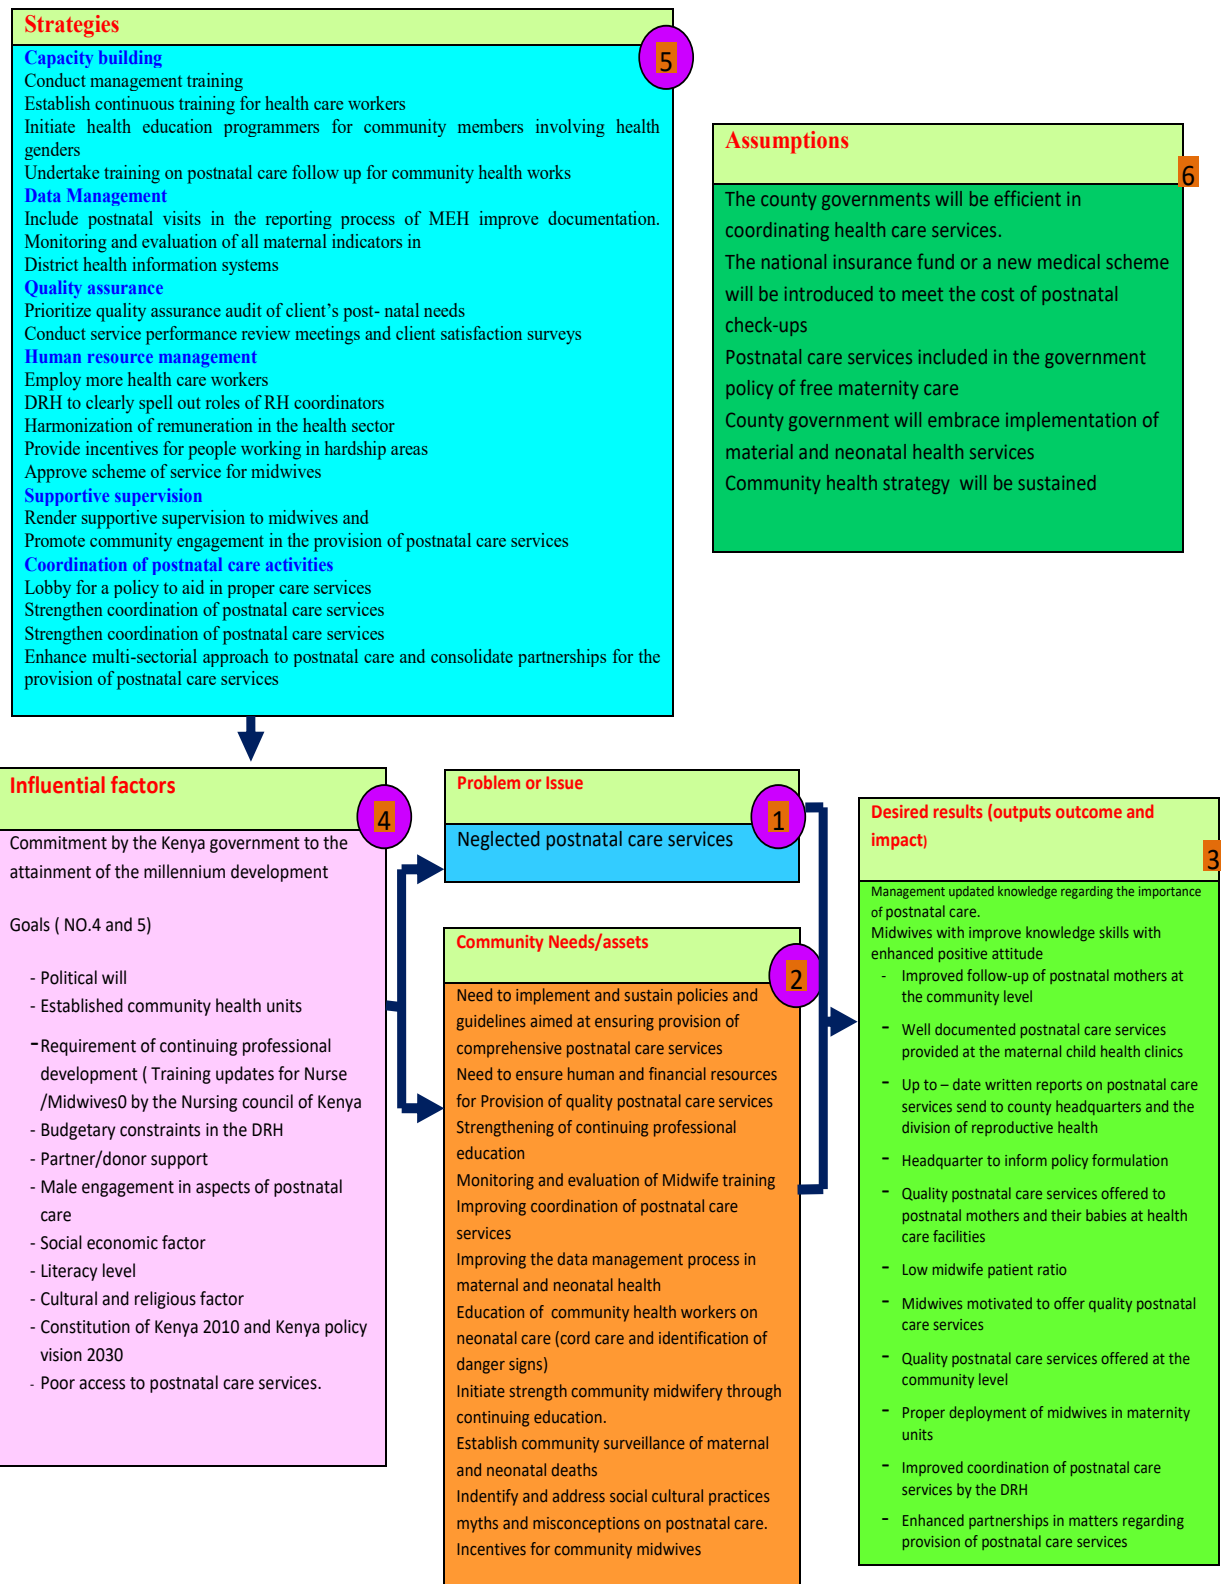 Strategies
5
Capacity building
Conduct management training
Establish continuous training for health care workers
Initiate health education programmers for community members involving health
genders
Undertake training on postnatal care follow up for community health works
Data Management
Include postnatal visits in the reporting process of MEH improve documentation.
Monitoring and evaluation of all maternal indicators in
District health information systems
Quality assurance
Prioritize quality assurance audit of client's post- natal needs
Conduct service performance review meetings and client satisfaction surveys
Human resource management
Employ more health care workers
DRH to clearly spell out roles of RH coordinators
Harmonization of remuneration in the health sector
Provide incentives for people working in hardship areas
Approve scheme of service for midwives
Supportive supervision
Render supportive supervision to midwives and
Promote community engagement in the provision of postnatal care services
Coordination of postnatal care activities
Lobby for a policy to aid in proper care services
Strengthen coordination of postnatal care services
Strengthen coordination of postnatal care services
Enhance multi-sectorial approach to postnatal care and consolidate partnerships for the
provision of postnatal care services
Assumptions
6
The county governments will be efficient in
coordinating health care services.
The national insurance fund or a new medical scheme
will be introduced to meet the cost of postnatal
check-ups
Postnatal care services included in the government
policy of free maternity care
County government will embrace implementation of
material and neonatal health services
Community health strategy  will be sustained
Influential factors
4
Commitment by the Kenya government to the
attainment of the millennium development
Goals ( NO.4 and 5)
- Political will
- Established community health units
- Requirement of continuing professional
development ( Training updates for Nurse
/Midwives0 by the Nursing council of Kenya
- Budgetary constraints in the DRH
- Partner/donor support
- Male engagement in aspects of postnatal
care
- Social economic factor
- Literacy level
- Cultural and religious factor
- Constitution of Kenya 2010 and Kenya policy
vision 2030
- Poor access to postnatal care services.
Problem or Issue
1
Neglected postnatal care services
Community Needs/assets
2
Need to implement and sustain policies and
guidelines aimed at ensuring provision of
comprehensive postnatal care services
Need to ensure human and financial resources
for Provision of quality postnatal care services
Strengthening of continuing professional
education
Monitoring and evaluation of Midwife training
Improving coordination of postnatal care
services
Improving the data management process in
maternal and neonatal health
Education of  community health workers on
neonatal care (cord care and identification of
danger signs)
Initiate strength community midwifery through
continuing education.
Establish community surveillance of maternal
and neonatal deaths
Indentify and address social cultural practices
myths and misconceptions on postnatal care.
Incentives for community midwives
Desired results (outputs outcome and
impact)
3
Management updated knowledge regarding the importance
of postnatal care.
Midwives with improve knowledge skills with
enhanced positive attitude
- Improved follow-up of postnatal mothers at
the community level
- Well documented postnatal care services
provided at the maternal child health clinics
- Up to – date written reports on postnatal care
services send to county headquarters and the
division of reproductive health
- Headquarter to inform policy formulation
- Quality postnatal care services offered to
postnatal mothers and their babies at health
care facilities
- Low midwife patient ratio
- Midwives motivated to offer quality postnatal
care services
- Quality postnatal care services offered at the
community level
- Proper deployment of midwives in maternity
units
- Improved coordination of postnatal care
services by the DRH
- Enhanced partnerships in matters regarding
provision of postnatal care services